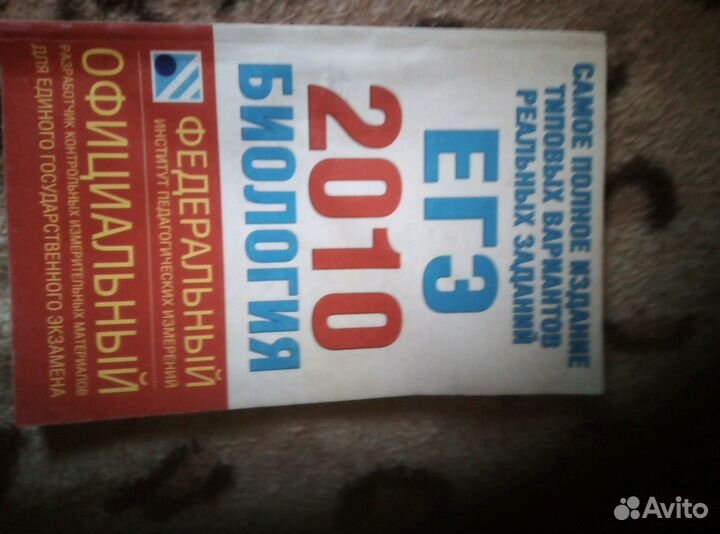 САМОЕ ПОЛНОЕ ИЗДАНИЕ
ТИПОВЫХ ВАРИАНТОВ
РЕАЛЬНЫХ ЗАДАНИЙ
ЕГЭ
2010
БИОЛОГИЯ
ФЕДЕРАЛЬНЫЙ
ИНСТИТУТ ПЕДАГОГИЧЕСКИХ ИЗМЕРЕНИЙ
ОФИЦИАЛЬНЫЙ
РАЗРАБОТЧИК КОНТРОЛЬНЫХ ИЗМЕРИТЕЛЬНЫХ МАТЕРИАЛОВ
ДЛЯ ЕДИНОГО ГОСУДАРСТВЕННОГО ЭКЗАМЕНА
Avito